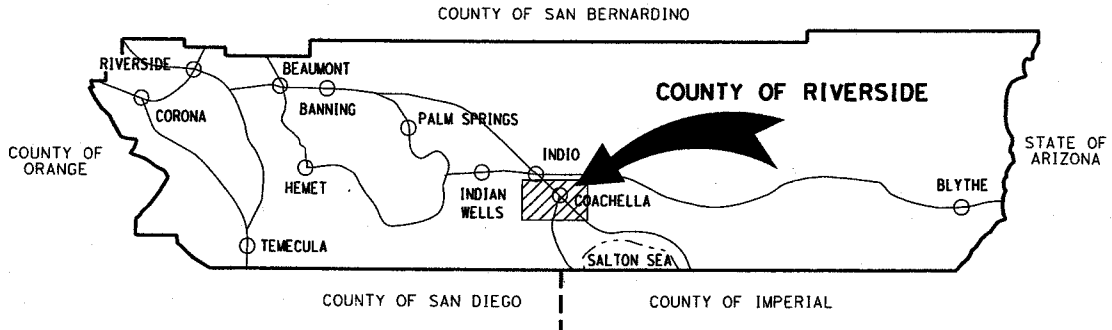 COUNTY OF SAN BERNARDINO
RIVERSIDE
BEAUMONT
CORONA
BANNING
COUNTY OF RIVERSIDE
PALM SPRINGS
COUNTY OF
ORANGE
STATE OF
ARIZONA
INDIO
HEMET
INDIAN
WELLS
COACHELLA
BLYTHE
TEMECULA
SALTON SEA
COUNTY OF SAN DIEGO
COUNTY OF IMPERIAL